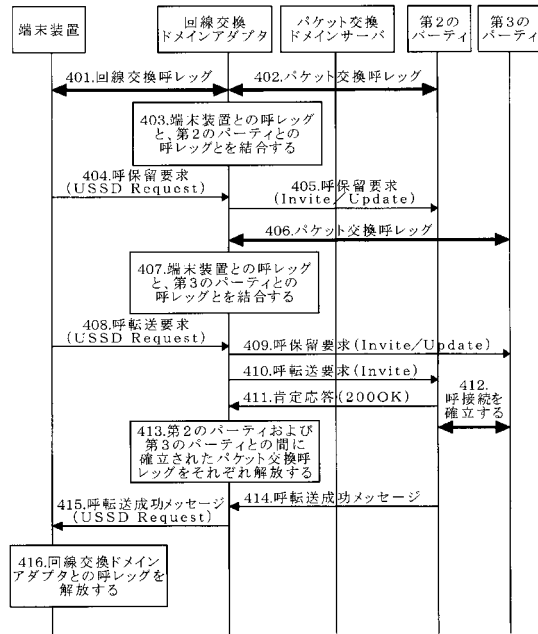 端末装置
回線交換
ドメインアダプタ
パケット交換
ドメインサーバ
第2の
パーティ
第3の
パーティ
401.回線交換呼レッグ
402.パケット交換呼レッグ
403.端末装置との呼レッグ
と、第2のパーティとの
呼レッグとを結合する
404.呼保留要求
(USSD Request)
405.呼保留要求
(Invite/Update)
406.パケット交換呼レッグ
407.端末装置との呼レッグ
と、第3のパーティとの
呼レッグとを結合する
408.呼転送要求
(USSD Request)
409.呼保留要求(Invite/Update)
410.呼転送要求(Invite)
411.肯定応答(200OK)
412.
呼接続を
確立する
413.第2のパーティおよび
第3のパーティとの間に
確立されたパケット交換呼
レッグをそれぞれ解放する
414.呼転送成功メッセージ
415.呼転送成功メッセージ
(USSD Request)
416.回線交換ドメイン
アダプタとの呼レッグを
解放する